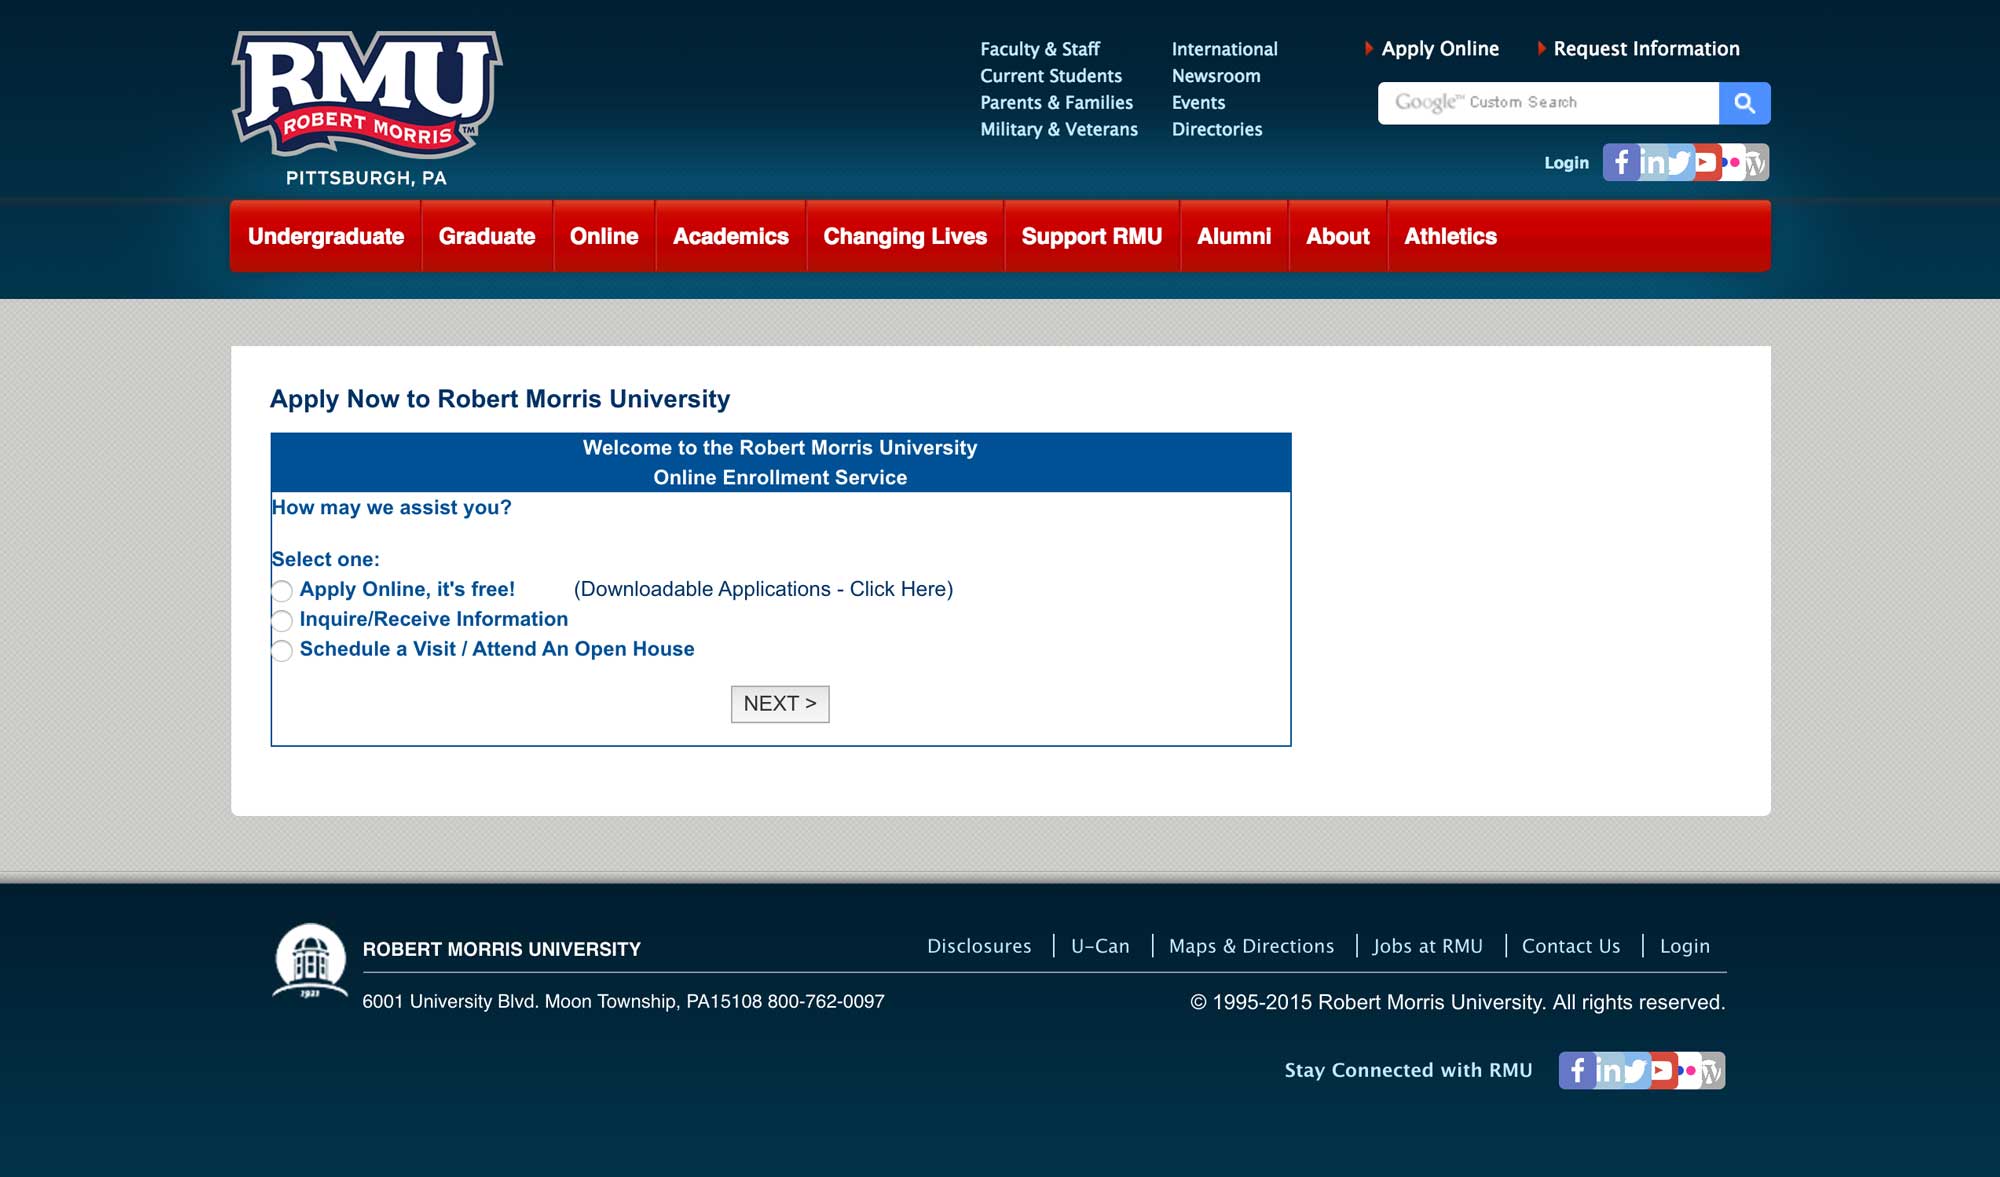 RMU
ROBERT MORRIS™
PITTSBURGH, PA
Faculty & Staff
Current Students
Parents & Families
Military & Veterans
International
Newsroom
Events
Directories
Apply Online
Request Information
Google™ Custom Search
Login
Undergraduate
Graduate
Online
Academics
Changing Lives
Support RMU
Alumni
About
Athletics
Apply Now to Robert Morris University
Welcome to the Robert Morris University
Online Enrollment Service
How may we assist you?
Select one:
Apply Online, it's free! (Downloadable Applications - Click Here)
Inquire/Receive Information
Schedule a Visit / Attend An Open House
NEXT >
1921
ROBERT MORRIS UNIVERSITY
Disclosures | U-Can | Maps & Directions | Jobs at RMU | Contact Us | Login
6001 University Blvd. Moon Township, PA15108 800-762-0097
© 1995-2015 Robert Morris University. All rights reserved.
Stay Connected with RMU